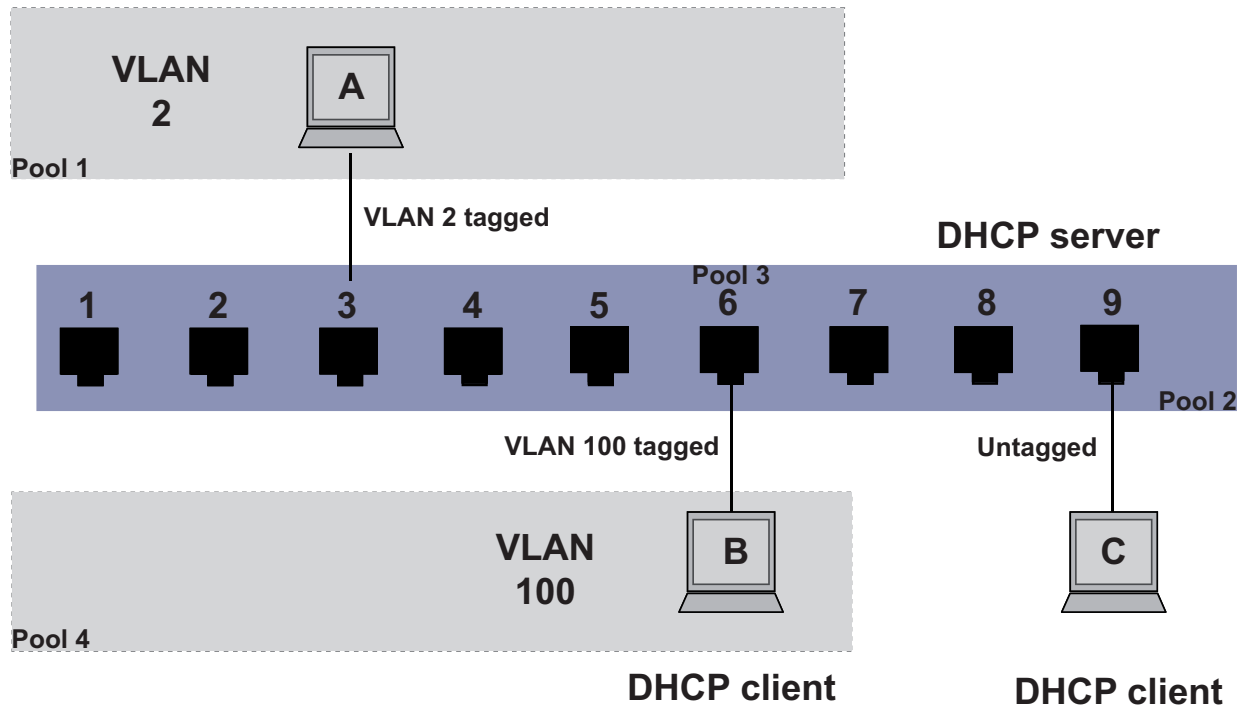 VLAN
2
A
Pool 1
VLAN 2 tagged
DHCP server
Pool 3
1 2 3 4 5 6 7 8 9
Pool 2
VLAN 100 tagged
Untagged
VLAN
100
B
C
Pool 4
DHCP client
DHCP client